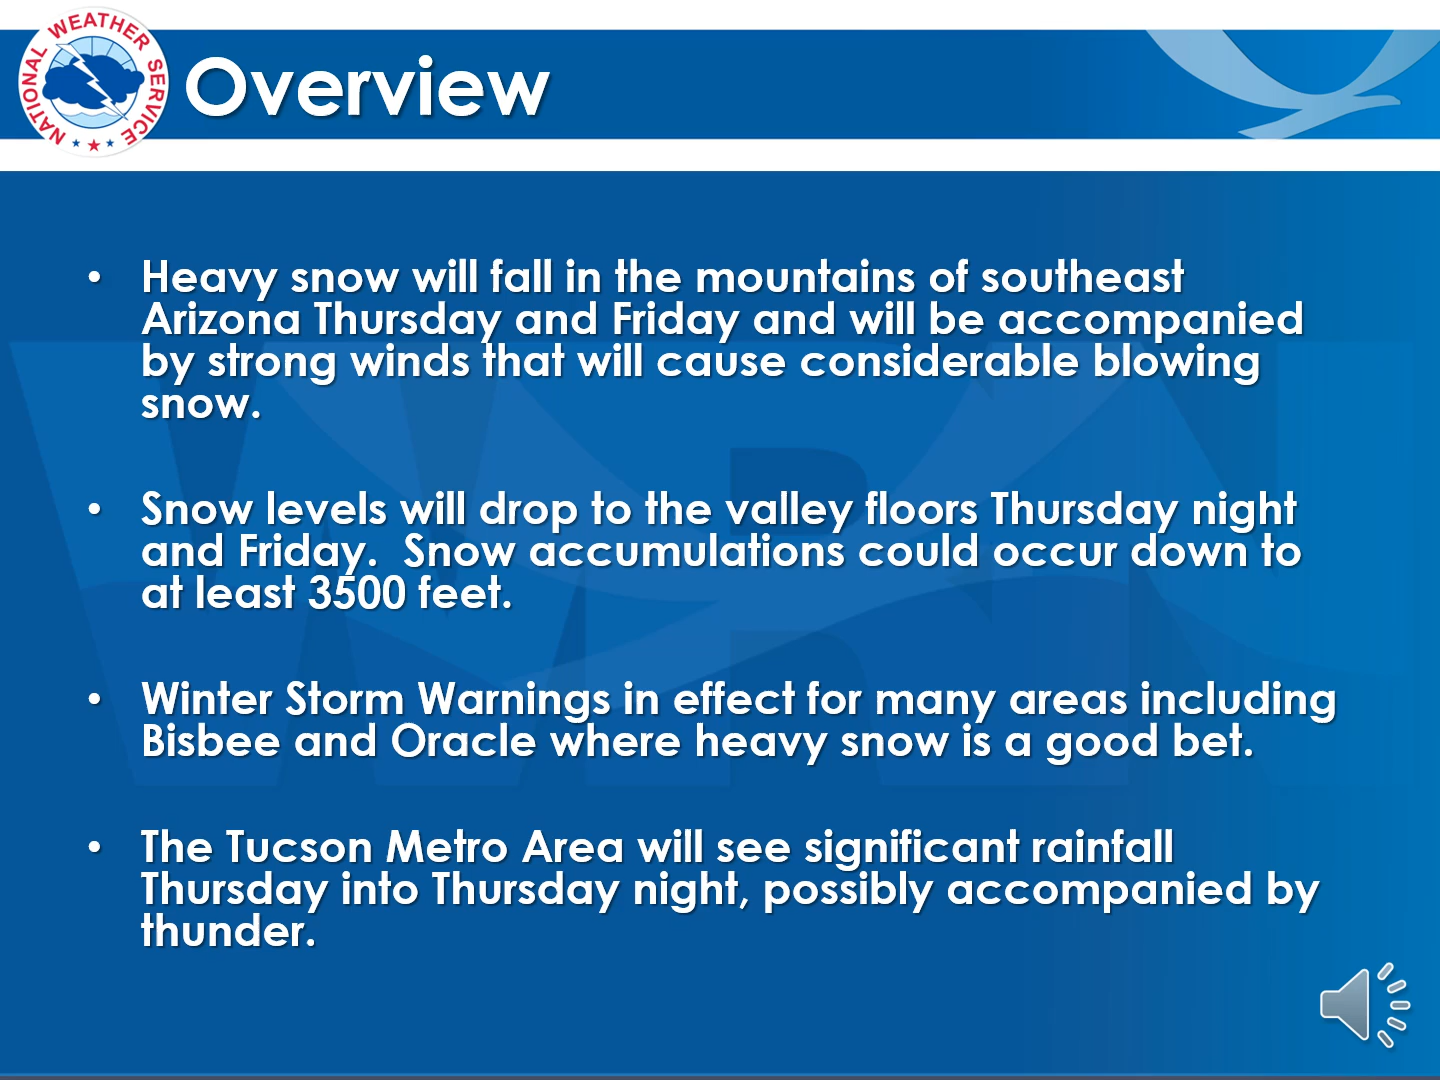 NATIONAL WEATHER SERVICE
Overview
• Heavy snow will fall in the mountains of southeast
Arizona Thursday and Friday and will be accompanied
by strong winds that will cause considerable blowing
snow.
• Snow levels will drop to the valley floors Thursday night
and Friday.  Snow accumulations could occur down to
at least 3500 feet.
• Winter Storm Warnings in effect for many areas including
Bisbee and Oracle where heavy snow is a good bet.
• The Tucson Metro Area will see significant rainfall
Thursday into Thursday night, possibly accompanied by
thunder.
WRN